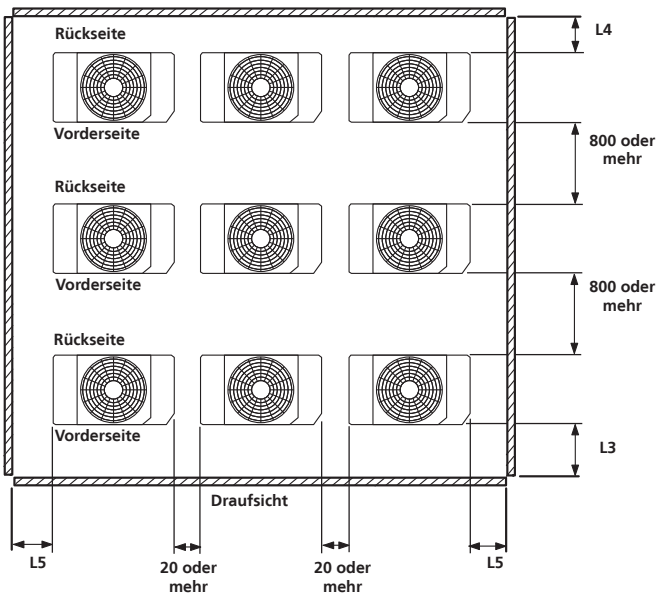 Rückseite
L4
Vorderseite
800 oder
mehr
Rückseite
Vorderseite
800 oder
mehr
Rückseite
Vorderseite
L3
Draufsicht
L5
20 oder
mehr
20 oder
mehr
L5